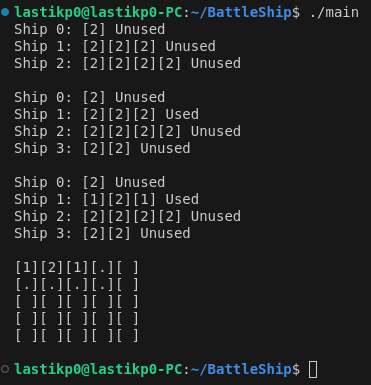 lastikp0@lastikp0-PC:~/BattleShip$ ./main
Ship 0: [2] Unused
Ship 1: [2][2][2] Unused
Ship 2: [2][2][2][2] Unused
Ship 0: [2] Unused
Ship 1: [2][2][2] Used
Ship 2: [2][2][2][2] Unused
Ship 3: [2][2] Unused
Ship 0: [2] Unused
Ship 1: [1][2][1] Used
Ship 2: [2][2][2][2] Unused
Ship 3: [2][2] Unused
[1][2][1][.][ ]
[.][.][.][.][ ]
[ ][ ][ ][ ][ ]
[ ][ ][ ][ ][ ]
[ ][ ][ ][ ][ ]
lastikp0@lastikp0-PC:~/BattleShip$